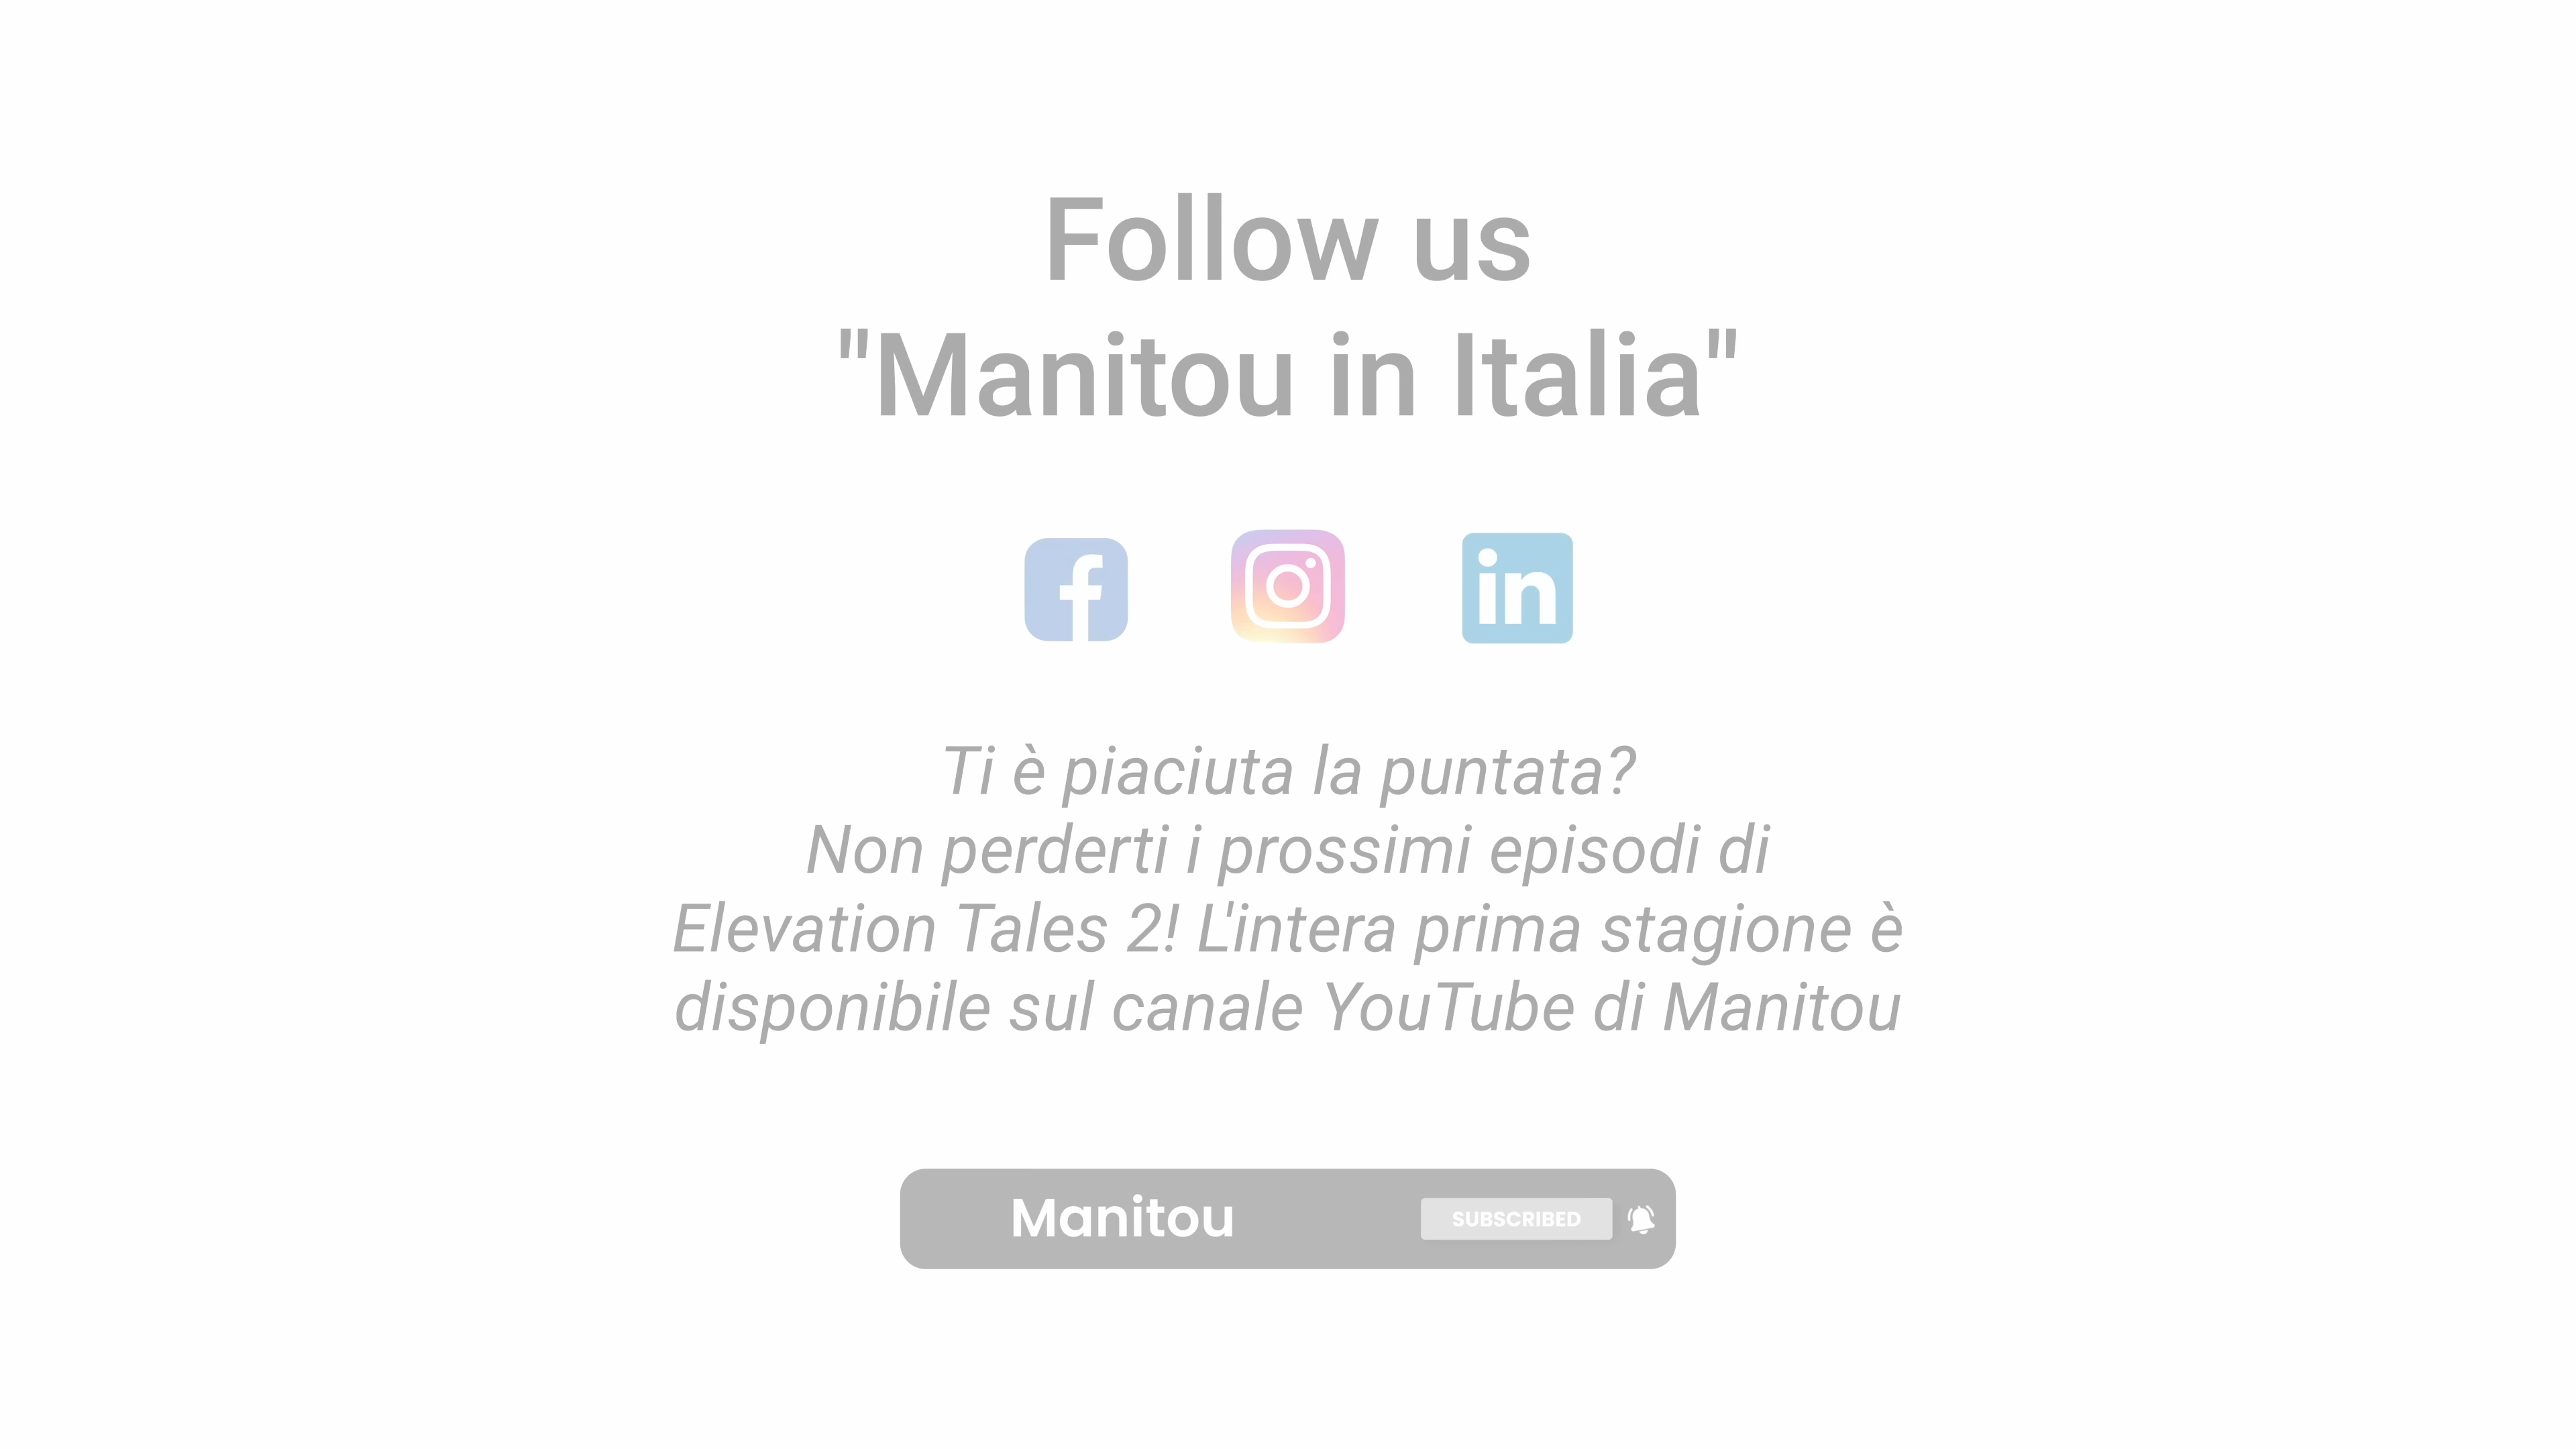 Follow us
"Manitou in Italia"
Ti è piaciuta la puntata?
Non perderti i prossimi episodi di
Elevation Tales 2! L'intera prima stagione è
disponibile sul canale YouTube di Manitou
Manitou SUBSCRIBED